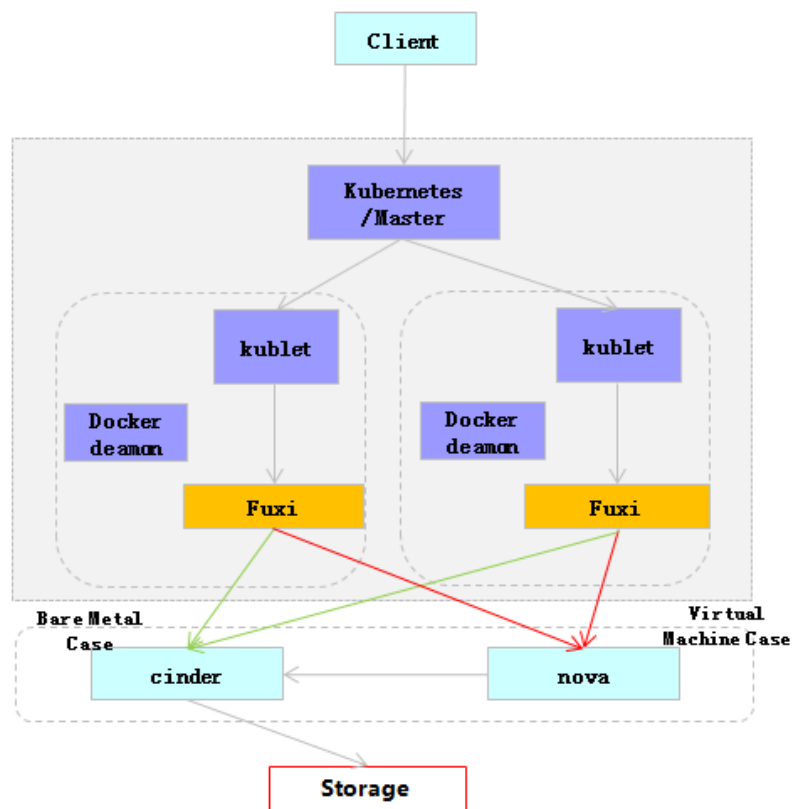 Client
Kubernetes
/Master
kublet
kublet
Docker
deamon
Docker
deamon
Fuxi
Fuxi
Bare Metal
Case
Virtual
Machine Case
cinder
nova
Storage